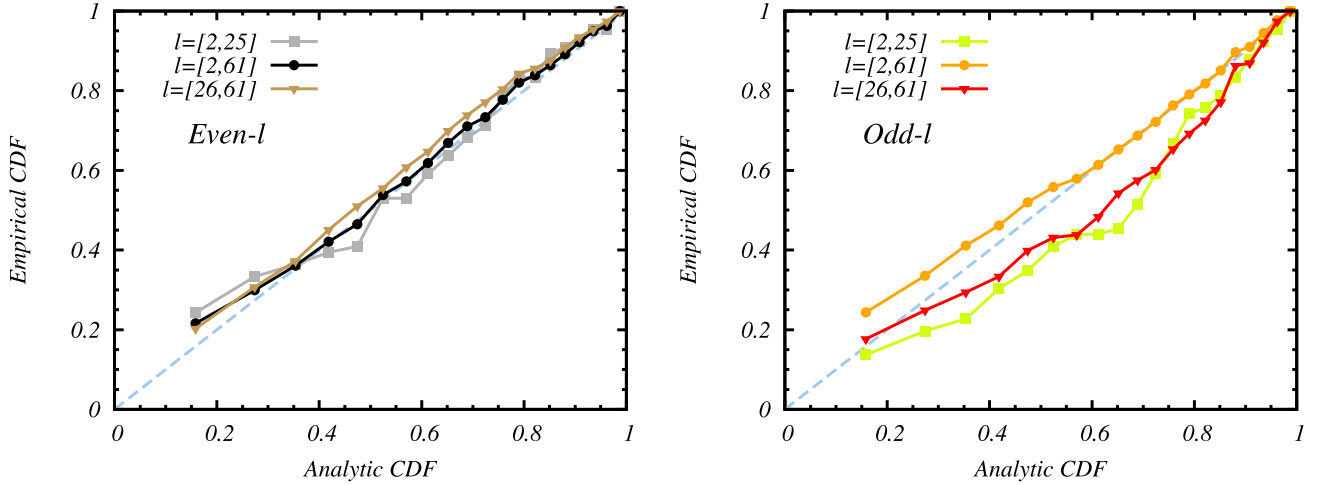 1
0.8
0.6
0.4
0.2
0
0
0.2
0.4
0.6
0.8
1
Empirical CDF
Analytic CDF
l=[2,25]
l=[2,61]
l=[26,61]
Even-l
1
0.8
0.6
0.4
0.2
0
0
0.2
0.4
0.6
0.8
1
Empirical CDF
Analytic CDF
l=[2,25]
l=[2,61]
l=[26,61]
Odd-l